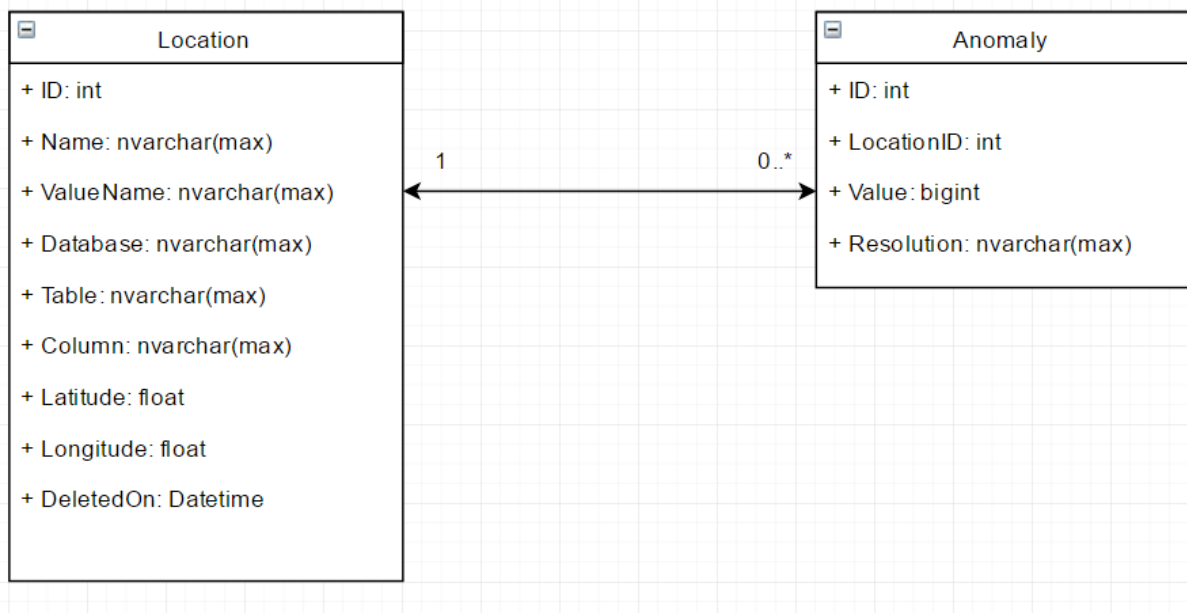 Location
+ ID: int
+ Name: nvarchar(max)
+ ValueName: nvarchar(max)
+ Database: nvarchar(max)
+ Table: nvarchar(max)
+ Column: nvarchar(max)
+ Latitude: float
+ Longitude: float
+ DeletedOn: Datetime
1
0..*
Anomaly
+ ID: int
+ LocationID: int
+ Value: bigint
+ Resolution: nvarchar(max)